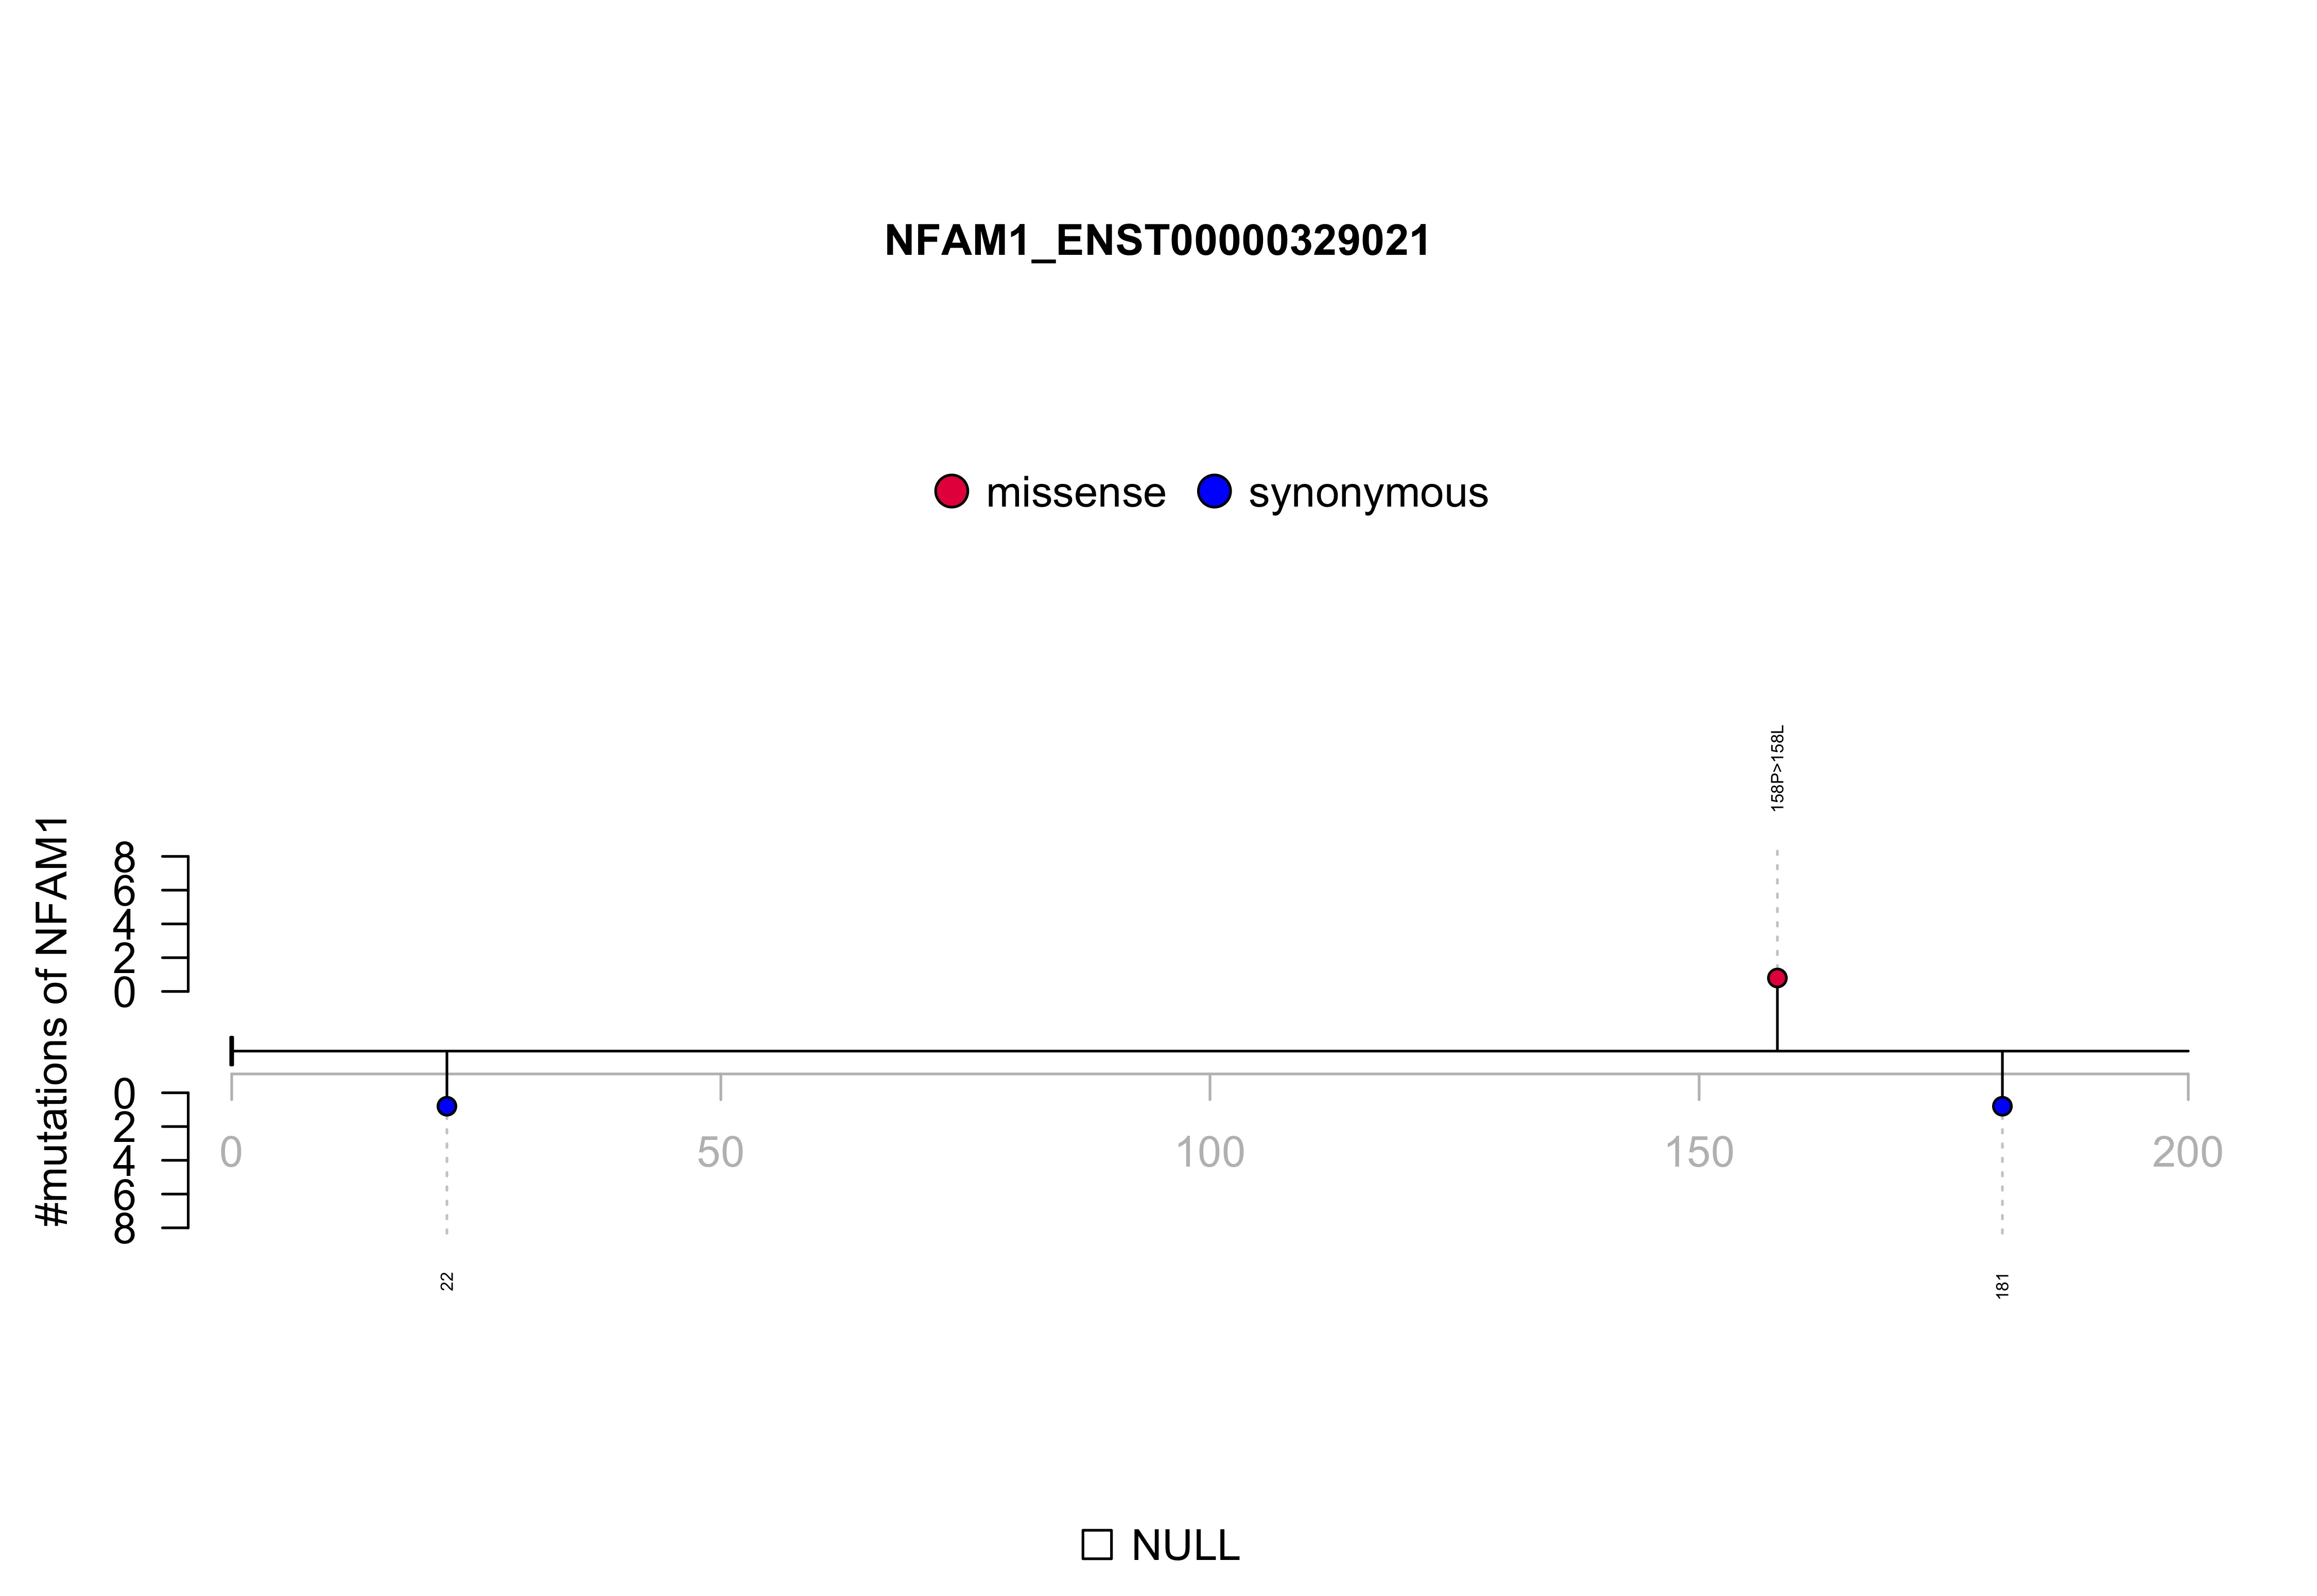 NFAM1_ENST00000329021
missense synonymous
158P>158L
#mutations of NFAM1
8
6
4
2
0
0
2
4
6
8
0 50 100 150 200
22
181
NULL